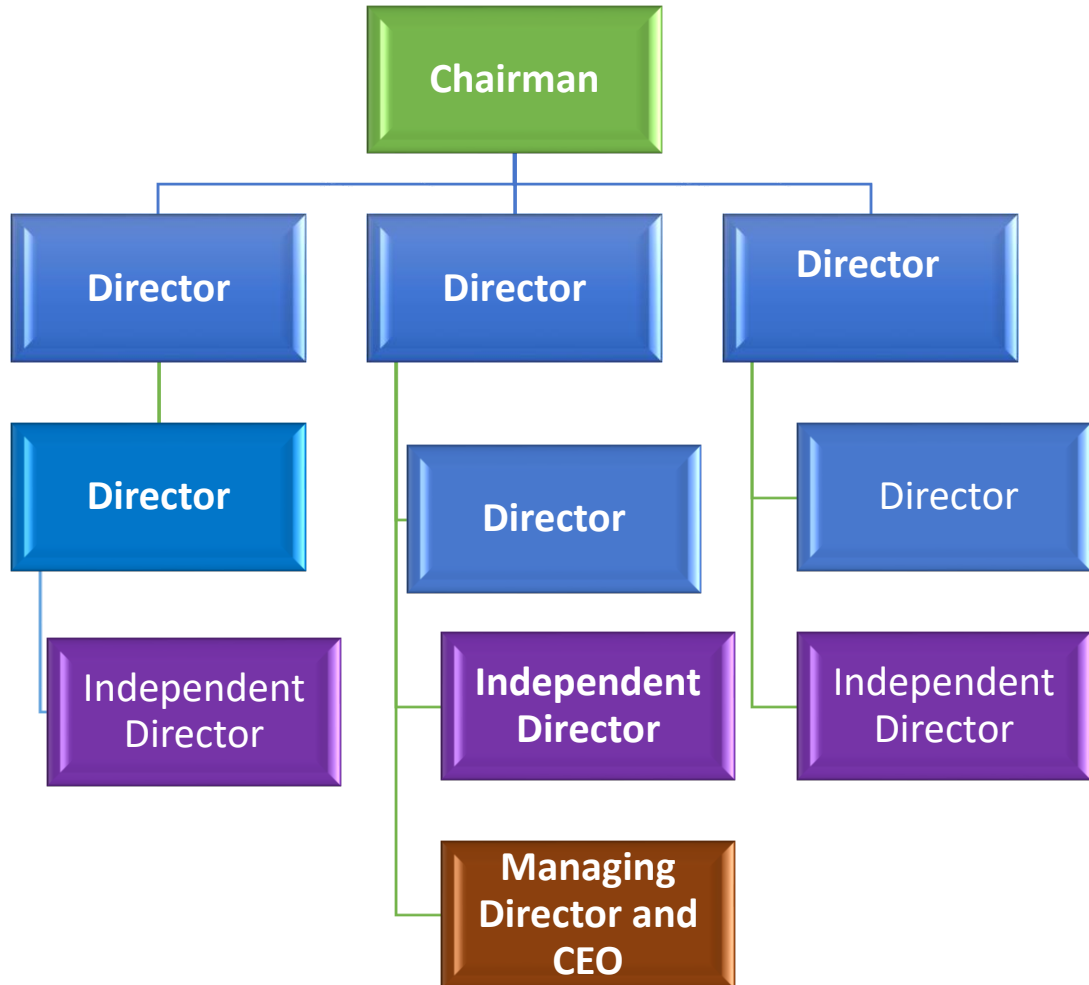 Chairman
Director
Director
Director
Director
Director
Director
Independent
Director
Independent
Director
Independent
Director
Managing
Director and
CEO